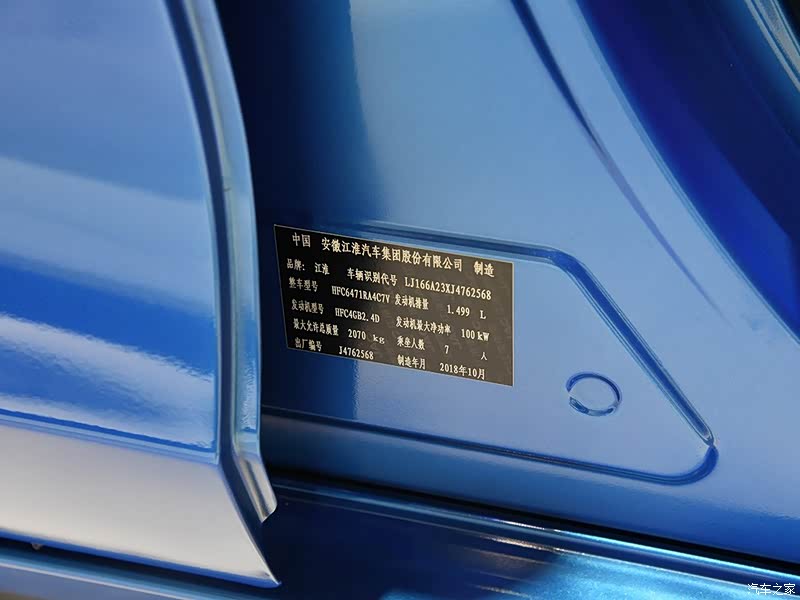 中国 安徽江淮汽车集团股份有限公司 制造
品牌: 江淮 车辆识别代号 LJ166A23XJ4762568
整车型号 HFC6471RA4C7V 发动机排量 1.499 L
发动机型号 HFC4GB2.4D 发动机最大净功率 100 kW
最大允许总质量 2070 kg 乘坐人数 7 人
出厂编号 J4762568 制造年月 2018年10月
汽车之家